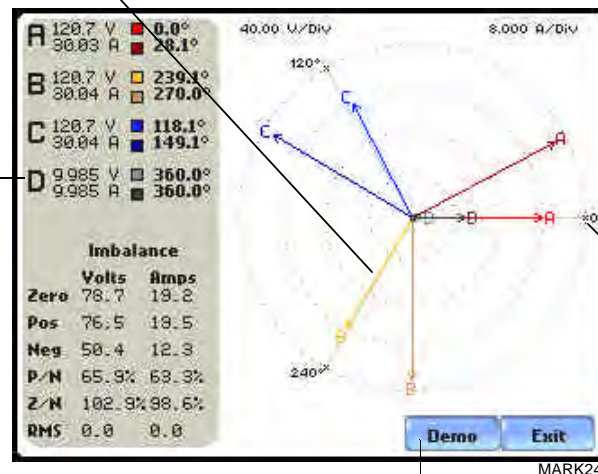 A 120.7 V 0.0°
30.03 A 28.1°
B 120.7 V 239.1°
30.04 A 270.0°
C 120.7 V 118.1°
30.04 A 149.1°
D 9.985 V 360.0°
9.985 A 360.0°
Imbalance
Volts Amps
Zero 78.7 19.2
Pos 76.5 19.5
Neg 50.4 12.3
P/N 65.9% 63.3%
Z/N 102.9% 98.6%
RMS 0.0 0.0
40.00 V/Div 8.000 A/Div
120°
C
C
A
D D A
B
240°
B
Demo Exit
MARK24